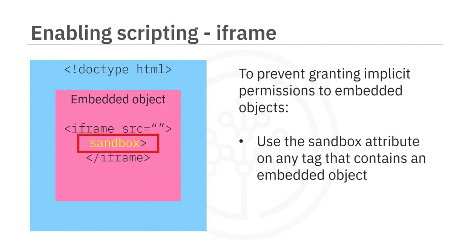 Enabling scripting - iframe
<!doctype html>
Embedded object
<iframe src="">
sandbox>
</iframe>
To prevent granting implicit
permissions to embedded
objects:
• Use the sandbox attribute
on any tag that contains an
embedded object